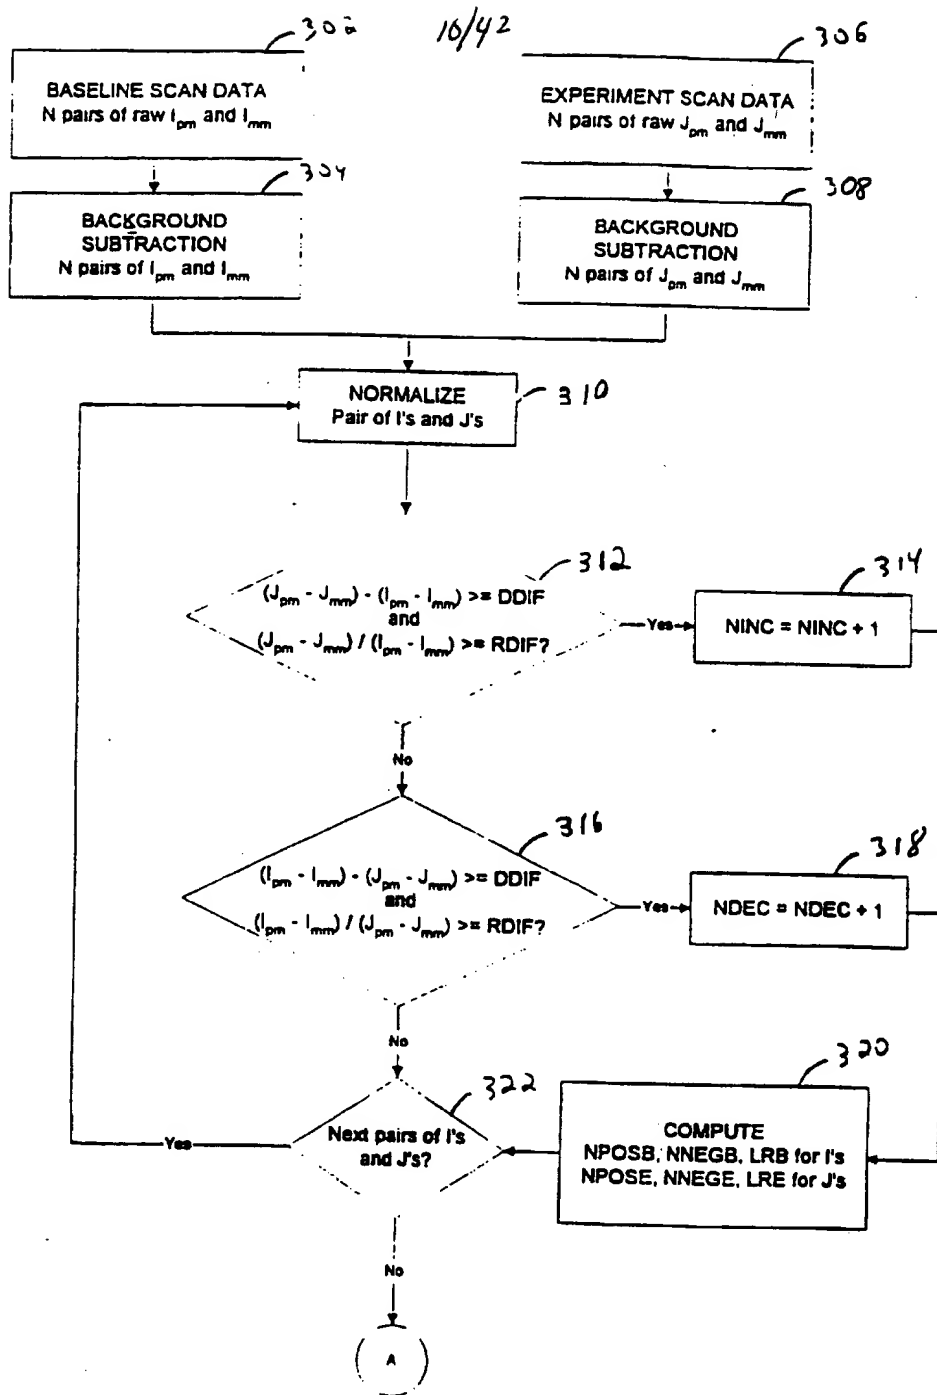 302
10/42
306
BASELINE SCAN DATA
N pairs of raw Ipm and Imm
EXPERIMENT SCAN DATA
N pairs of raw Jpm and Jmm
304
308
BACKGROUND
SUBTRACTION
N pairs of Ipm and Imm
BACKGROUND
SUBTRACTION
N pairs of Jpm and Jmm
NORMALIZE
Pair of I's and J's
310
312
314
(Jpm - Jmm) - (Ipm - Imm) >= DDIF
and
(Jpm - Jmm) / (Ipm - Imm) >= RDIF?
Yes
NINC = NINC + 1
No
316
318
(Ipm - Imm) - (Jpm - Jmm) >= DDIF
and
(Ipm - Imm) / (Jpm - Jmm) >= RDIF?
Yes
NDEC = NDEC + 1
No
322
320
Yes
Next pairs of I's
and J's?
COMPUTE
NPOSB, NNEGB, LRB for I's
NPOSE, NNEGE, LRE for J's
No
A